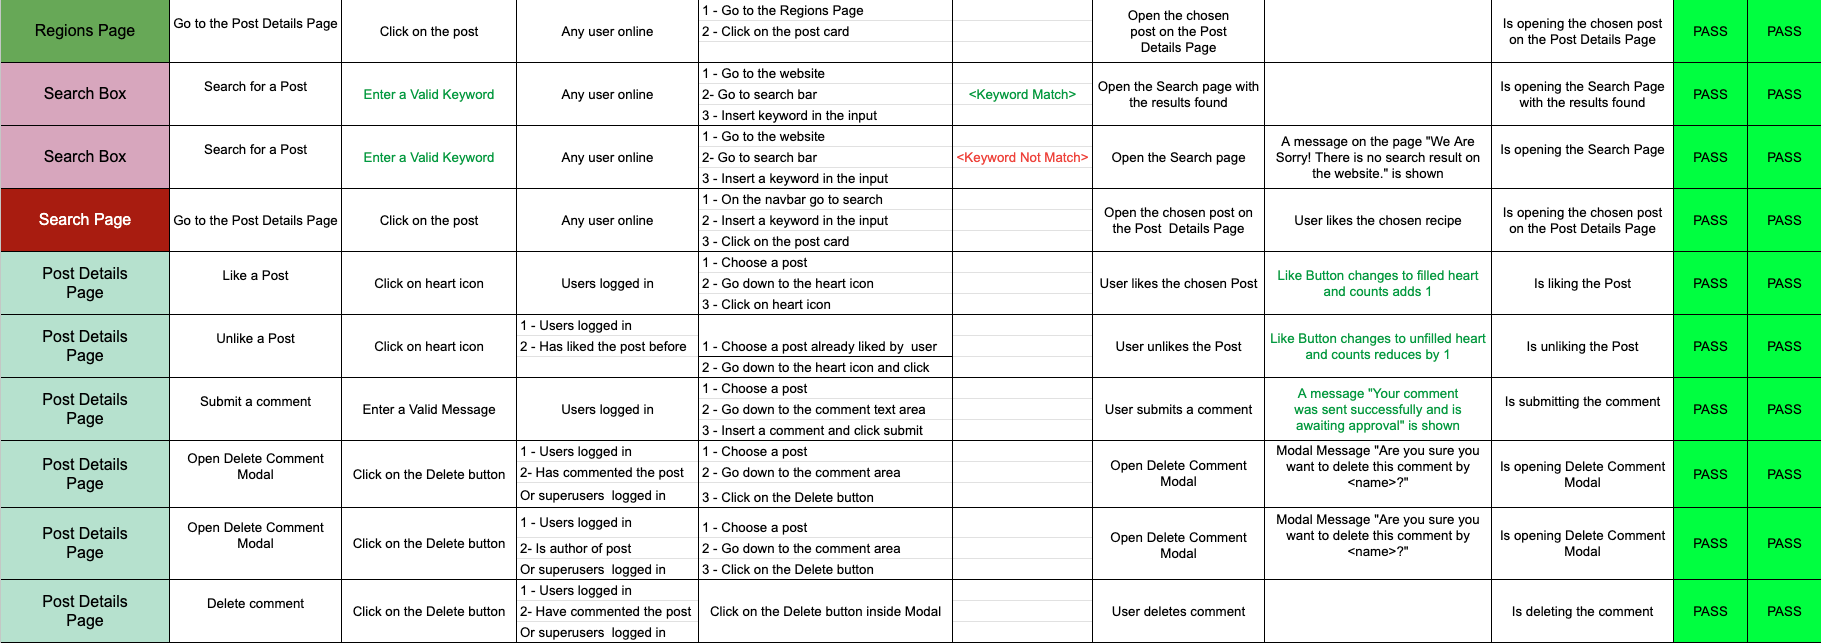 Regions Page
Go to the Post Details Page
Click on the post
Any user online
1 - Go to the Regions Page
2 - Click on the post card
Open the chosen
post on the Post
Details Page
Is opening the chosen post
on the Post Details Page
PASS
PASS
Search Box
Search for a Post
Enter a Valid Keyword
Any user online
1 - Go to the website
2- Go to search bar
3 - Insert keyword in the input
<Keyword Match>
Open the Search page with
the results found
Is opening the Search Page
with the results found
PASS
PASS
Search Box
Search for a Post
Enter a Valid Keyword
Any user online
1 - Go to the website
2- Go to search bar
3 - Insert a keyword in the input
<Keyword Not Match>
Open the Search page
A message on the page "We Are
Sorry! There is no search result on
the website." is shown
Is opening the Search Page
PASS
PASS
Search Page
Go to the Post Details Page
Click on the post
Any user online
1 - On the navbar go to search
2 - Insert a keyword in the input
3 - Click on the post card
Open the chosen post on
the Post  Details Page
User likes the chosen recipe
Is opening the chosen post
on the Post Details Page
PASS
PASS
Post Details
Page
Like a Post
Click on heart icon
Users logged in
1 - Choose a post
2 - Go down to the heart icon
3 - Click on heart icon
User likes the chosen Post
Like Button changes to filled heart
and counts adds 1
Is liking the Post
PASS
PASS
Post Details
Page
Unlike a Post
Click on heart icon
1 - Users logged in
2 - Has liked the post before
1 - Choose a post already liked by  user
2 - Go down to the heart icon and click
User unlikes the Post
Like Button changes to unfilled heart
and counts reduces by 1
Is unliking the Post
PASS
PASS
Post Details
Page
Submit a comment
Enter a Valid Message
Users logged in
1 - Choose a post
2 - Go down to the comment text area
3 - Insert a comment and click submit
User submits a comment
A message "Your comment
was sent successfully and is
awaiting approval" is shown
Is submitting the comment
PASS
PASS
Post Details
Page
Open Delete Comment
Modal
Click on the Delete button
1 - Users logged in
2- Has commented the post
Or superusers  logged in
1 - Choose a post
2 - Go down to the comment area
3 - Click on the Delete button
Open Delete Comment
Modal
Modal Message "Are you sure you
want to delete this comment by
<name>?"
Is opening Delete Comment
Modal
PASS
PASS
Post Details
Page
Open Delete Comment
Modal
Click on the Delete button
1 - Users logged in
2- Is author of post
Or superusers  logged in
1 - Choose a post
2 - Go down to the comment area
3 - Click on the Delete button
Open Delete Comment
Modal
Modal Message "Are you sure you
want to delete this comment by
<name>?"
Is opening Delete Comment
Modal
PASS
PASS
Post Details
Page
Delete comment
Click on the Delete button
1 - Users logged in
2- Have commented the post
Or superusers  logged in
Click on the Delete button inside Modal
User deletes comment
Is deleting the comment
PASS
PASS